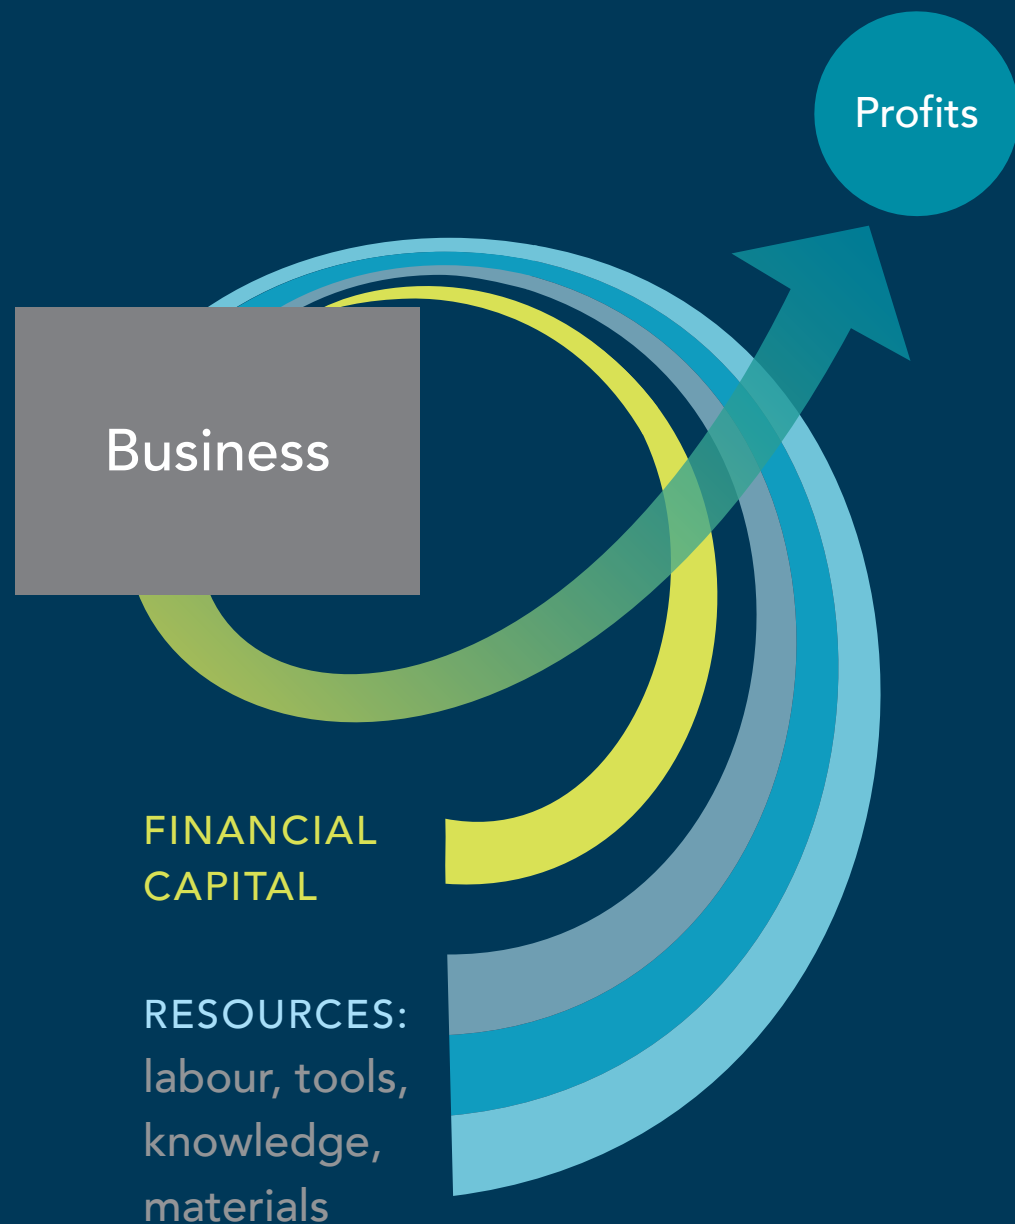 Profits
Business
FINANCIAL
CAPITAL
RESOURCES:
labour, tools,
knowledge,
materials